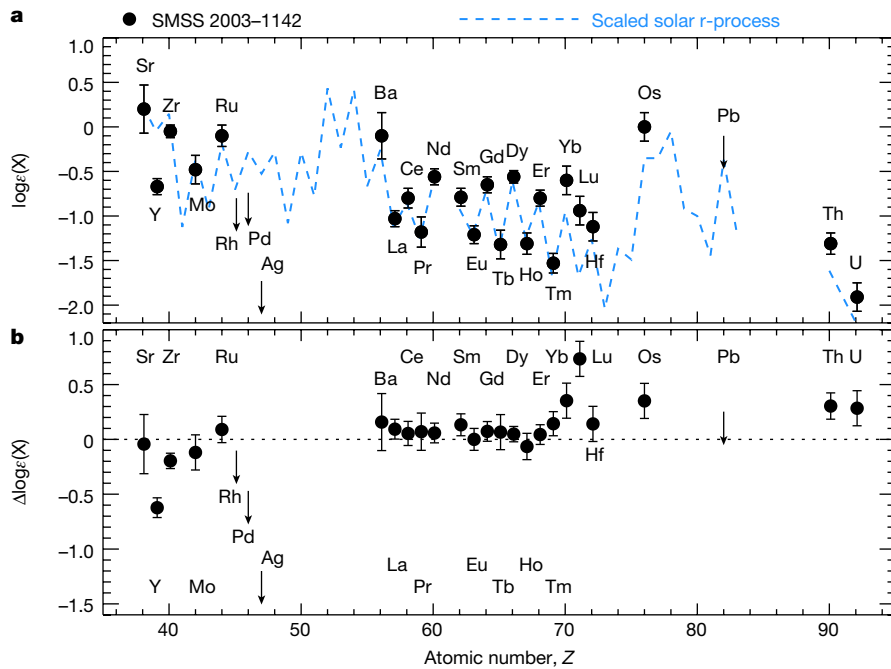 a
SMSS 2003–1142
Scaled solar r-process
1.0
0.5
0
−0.5
−1.0
−1.5
−2.0
logε(X)
Sr
Y
Zr
Mo
Ru
Rh
Pd
Ag
Ba
La
Ce
Pr
Nd
Sm
Eu
Gd
Tb
Dy
Ho
Er
Tm
Yb
Lu
Hf
Os
Pb
Th
U
b
1.0
0.5
0
−0.5
−1.0
−1.5
Δlogε(X)
Sr
Y
Zr
Mo
Ru
Rh
Pd
Ag
Ba
La
Ce
Pr
Nd
Sm
Eu
Gd
Tb
Dy
Ho
Er
Tm
Yb
Lu
Hf
Os
Pb
Th
U
40
50
60
70
80
90
Atomic number, Z